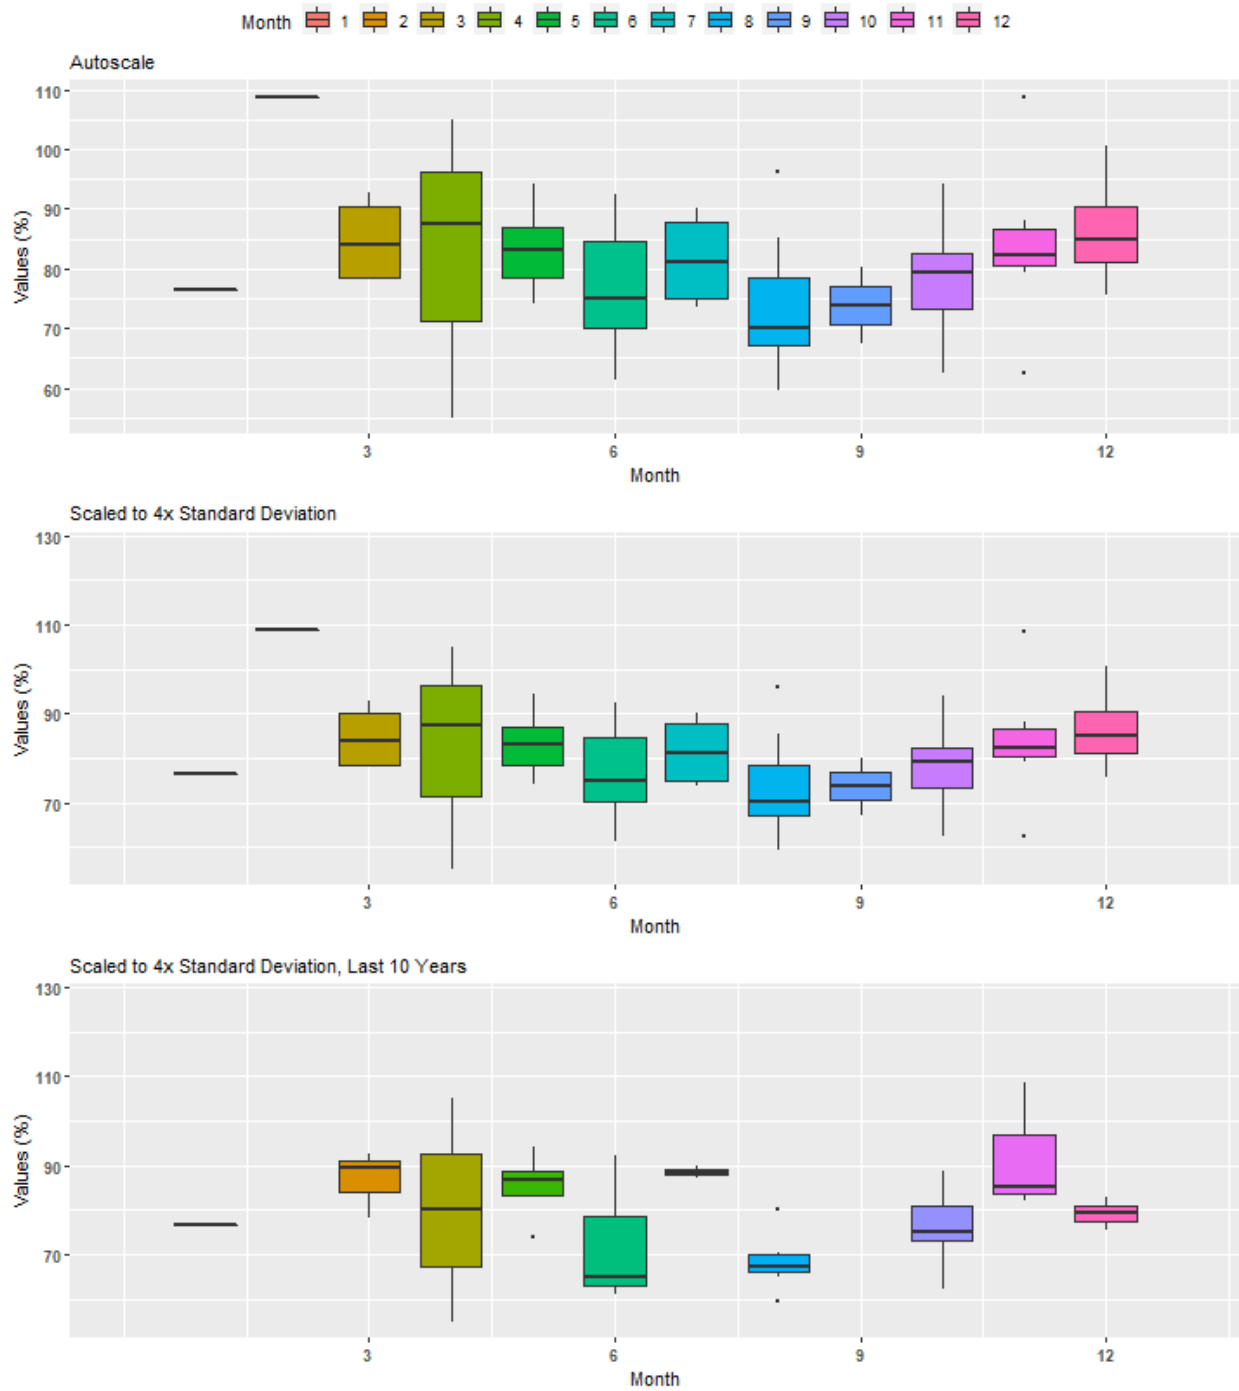 Month 1 2 3 4 5 6 7 8 9 10 11 12
Autoscale
110
100
90
80
70
60
Values (%)
3 6 9 12
Month
Scaled to 4x Standard Deviation
130
110
90
70
Values (%)
3 6 9 12
Month
Scaled to 4x Standard Deviation, Last 10 Years
130
110
90
70
Values (%)
3 6 9 12
Month